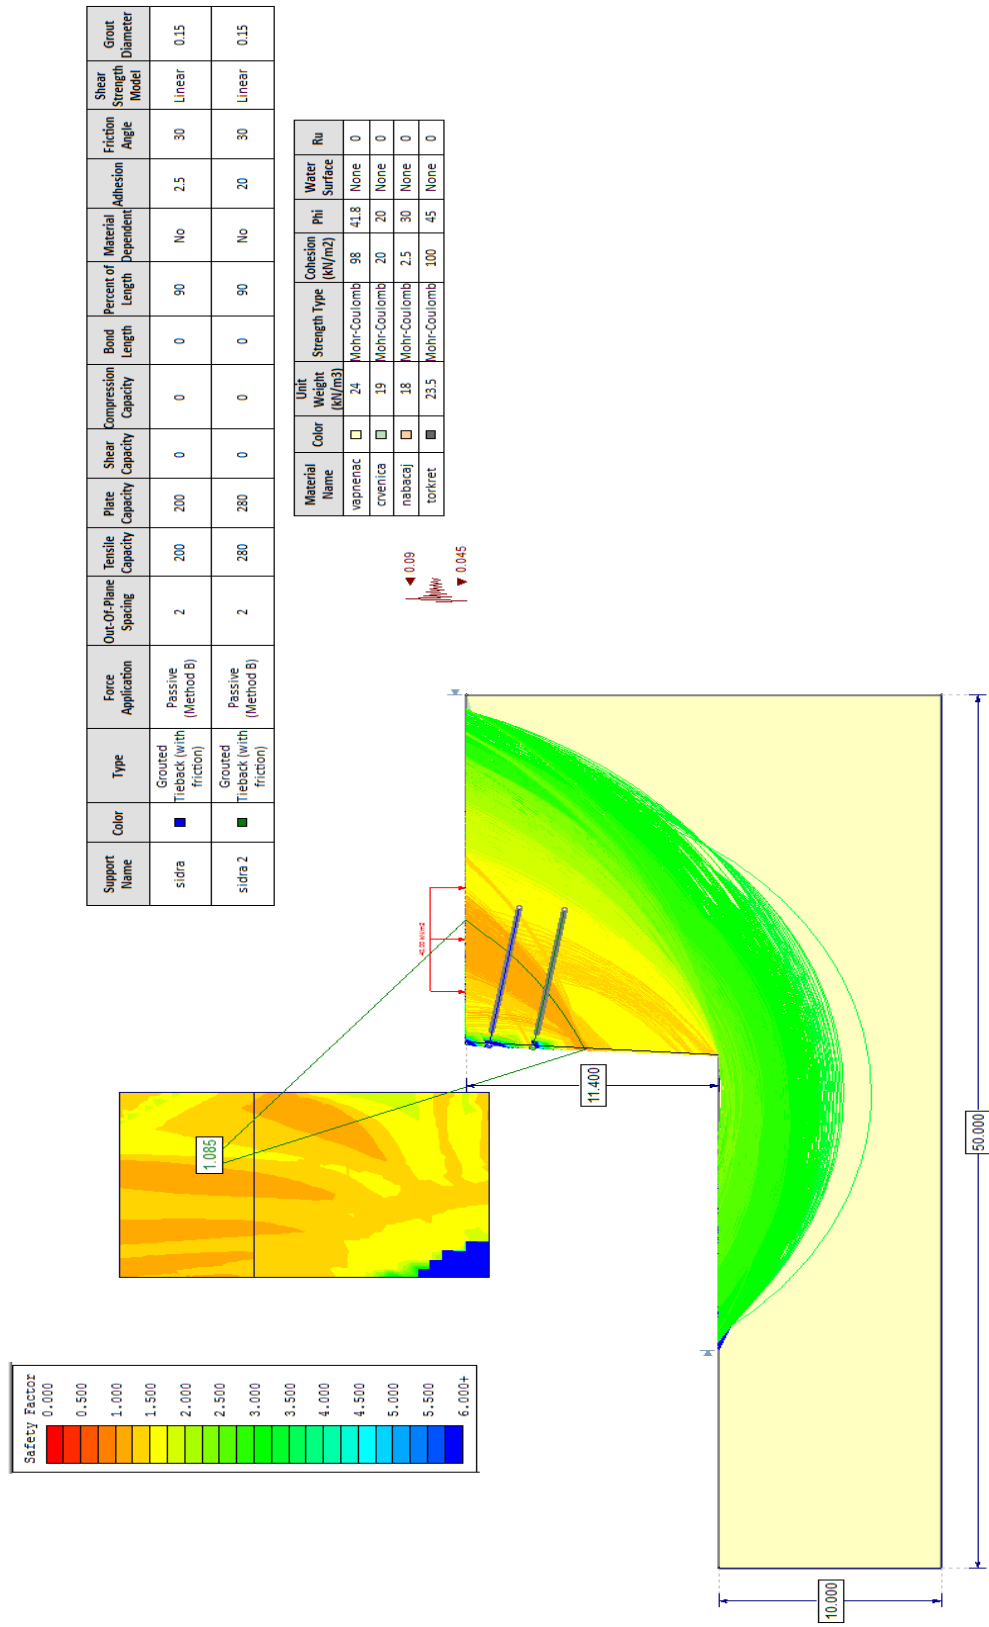 Safety Factor
0.000
0.500
1.000
1.500
2.000
2.500
3.000
3.500
4.000
4.500
5.000
5.500
6.000+
1.085
11.400
10.000
50.000
0.09
0.045
Support Name	Color	Type	Force Application	Out-Of-Plane Spacing	Tensile Capacity	Plate Capacity	Shear Capacity	Compression Capacity	Bond Length	Percent of Length	Material Dependent	Adhesion	Friction Angle	Shear Strength Model	Grout Diameter
sidra	Grouted Tieback (with friction)	Passive (Method B)	2	200	200	0	0	0	90	No	2.5	30	Linear	0.15
sidra 2	Grouted Tieback (with friction)	Passive (Method B)	2	280	280	0	0	0	90	No	20	30	Linear	0.15
Material Name	Color	Unit Weight (kN/m3)	Strength Type	Cohesion (kN/m2)	Phi	Water Surface	Ru
vapnenac	24	Mohr-Coulomb	98	41.8	None	0
crvenica	19	Mohr-Coulomb	20	20	None	0
nabacaj	18	Mohr-Coulomb	2.5	30	None	0
torkret	23.5	Mohr-Coulomb	100	45	None	0